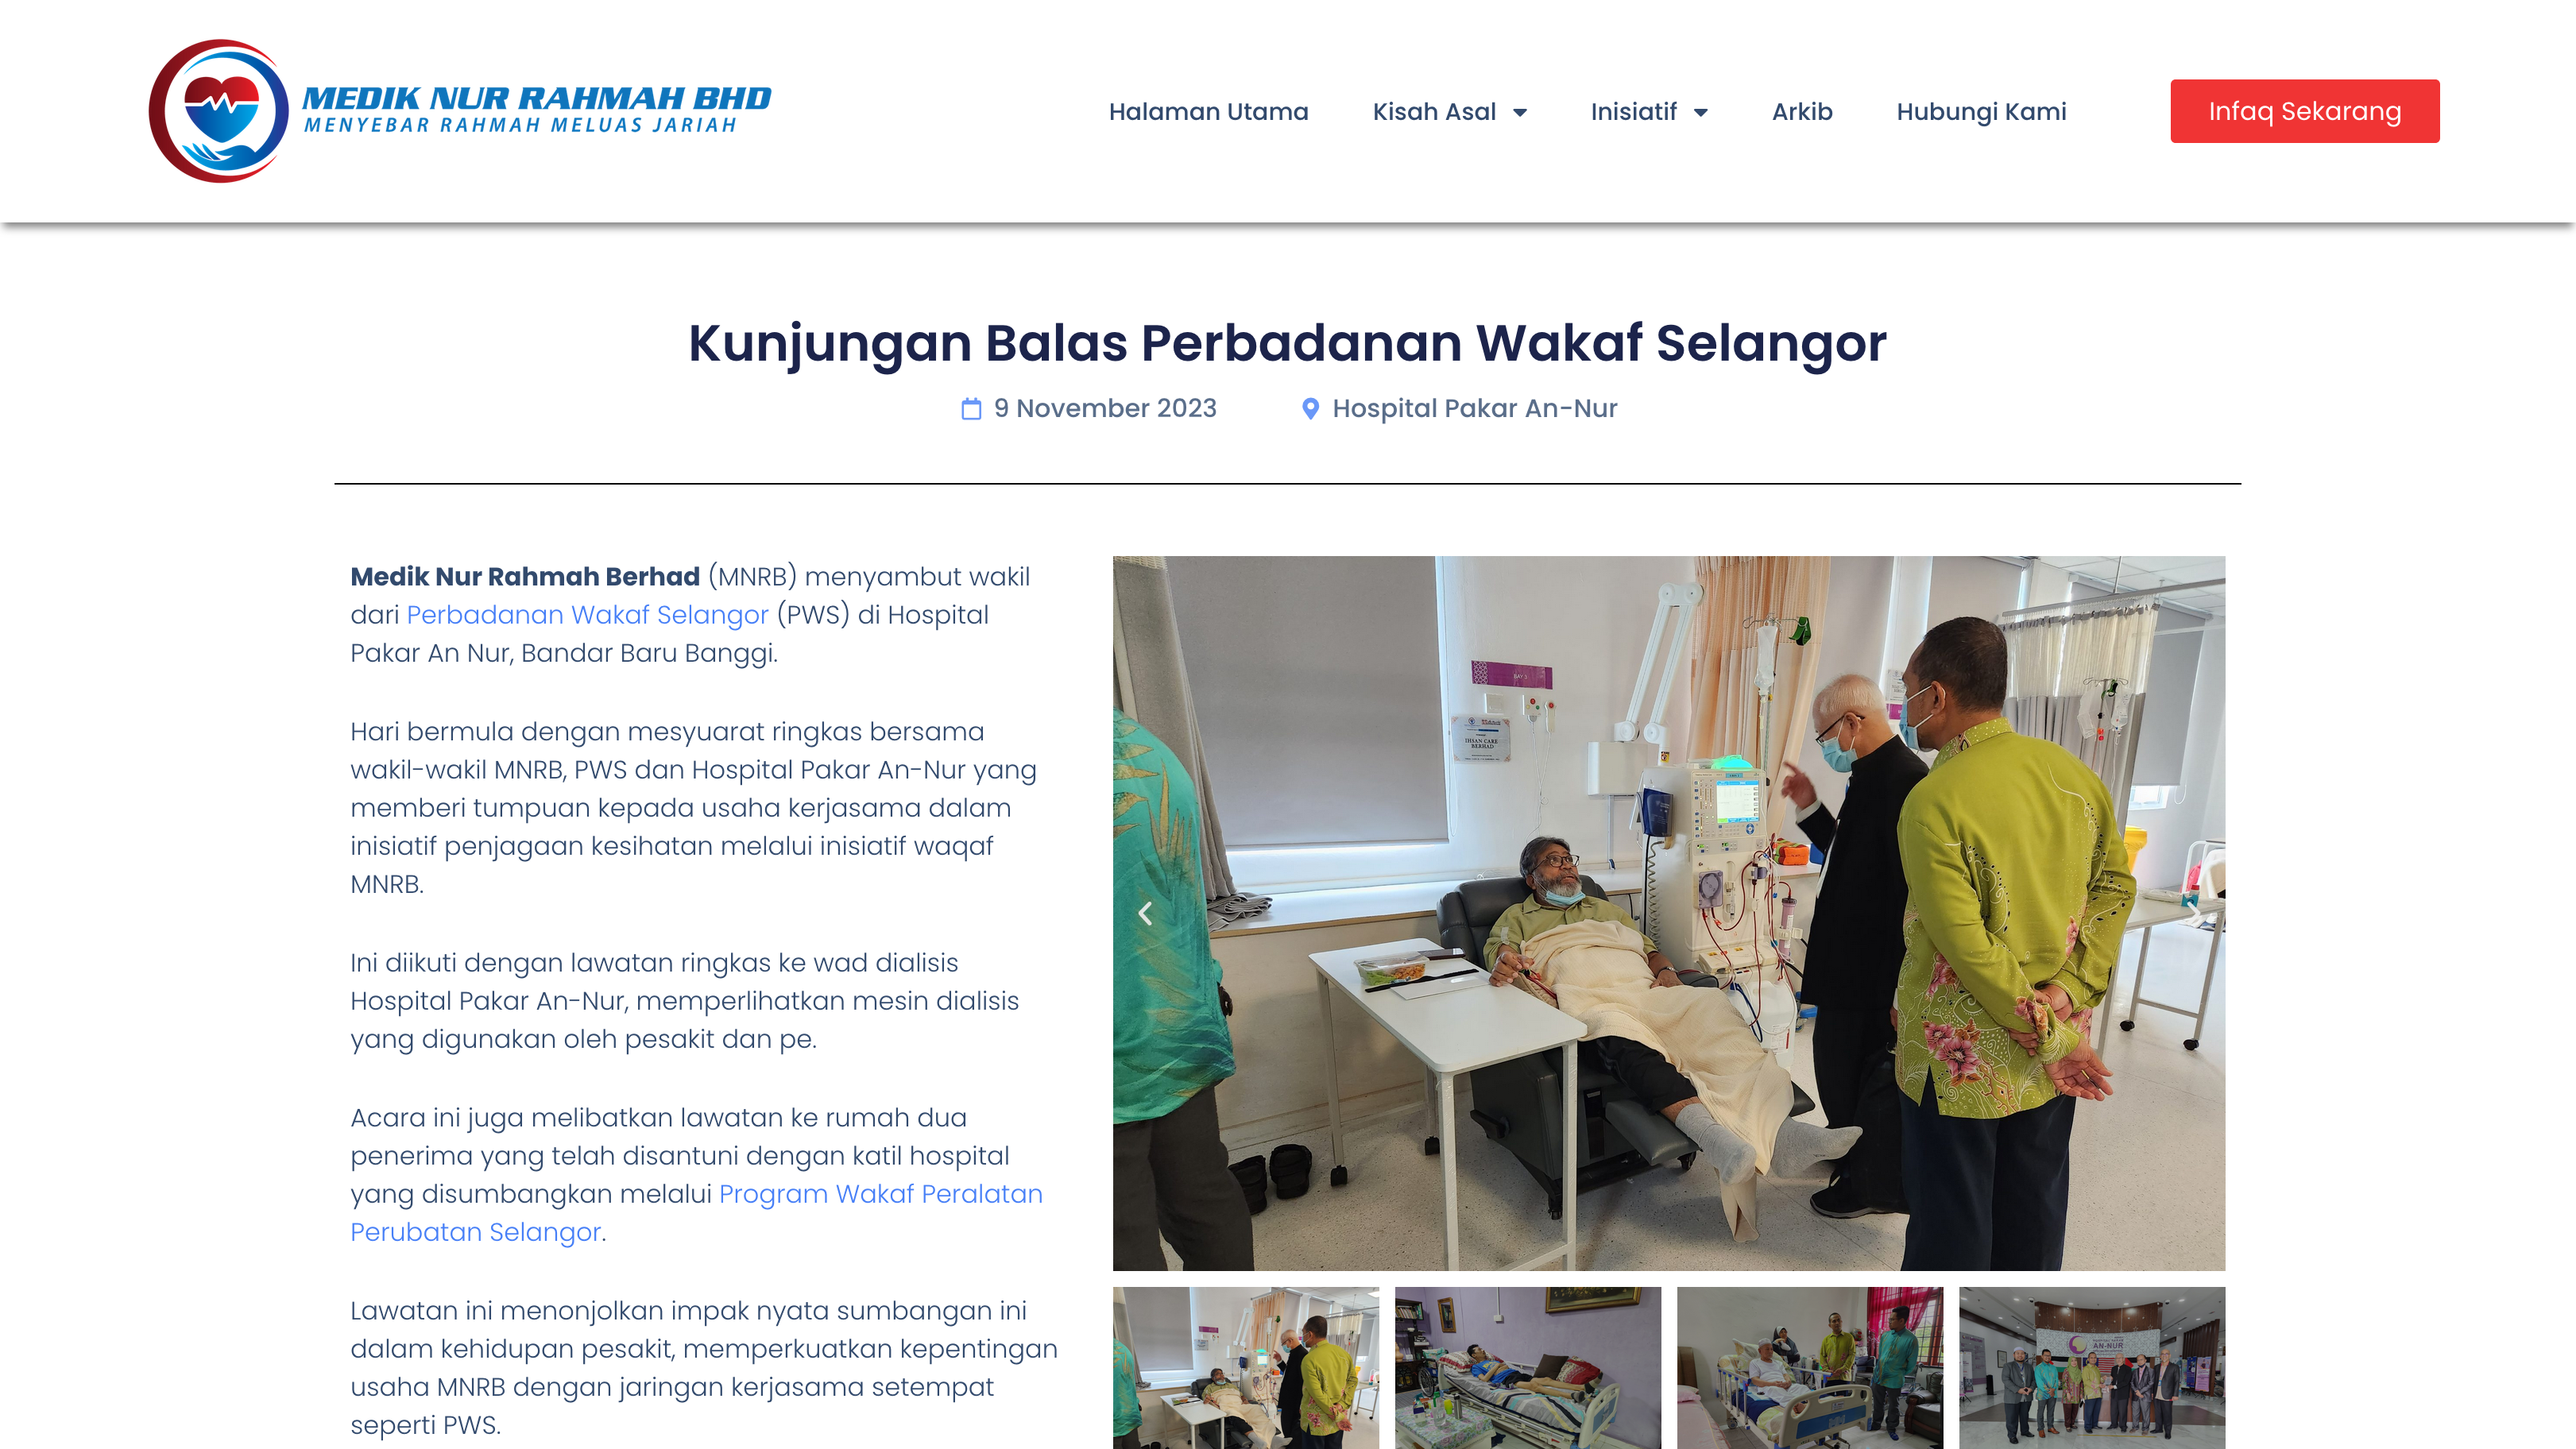 MEDIK NUR RAHMAH BHD
MENYEBAR RAHMAH MELUAS JARIAH
Halaman Utama
Kisah Asal
Inisiatif
Arkib
Hubungi Kami
Infaq Sekarang
Kunjungan Balas Perbadanan Wakaf Selangor
9 November 2023
Hospital Pakar An-Nur
Medik Nur Rahmah Berhad (MNRB) menyambut wakil
dari Perbadanan Wakaf Selangor (PWS) di Hospital
Pakar An Nur, Bandar Baru Banggi.
Hari bermula dengan mesyuarat ringkas bersama
wakil-wakil MNRB, PWS dan Hospital Pakar An-Nur yang
memberi tumpuan kepada usaha kerjasama dalam
inisiatif penjagaan kesihatan melalui inisiatif waqaf
MNRB.
Ini diikuti dengan lawatan ringkas ke wad dialisis
Hospital Pakar An-Nur, memperlihatkan mesin dialisis
yang digunakan oleh pesakit dan pe.
Acara ini juga melibatkan lawatan ke rumah dua
penerima yang telah disantuni dengan katil hospital
yang disumbangkan melalui Program Wakaf Peralatan
Perubatan Selangor.
Lawatan ini menonjolkan impak nyata sumbangan ini
dalam kehidupan pesakit, memperkuatkan kepentingan
usaha MNRB dengan jaringan kerjasama setempat
seperti PWS.
BAY 3
IHSAN CARE
BERHAD
AN-NUR